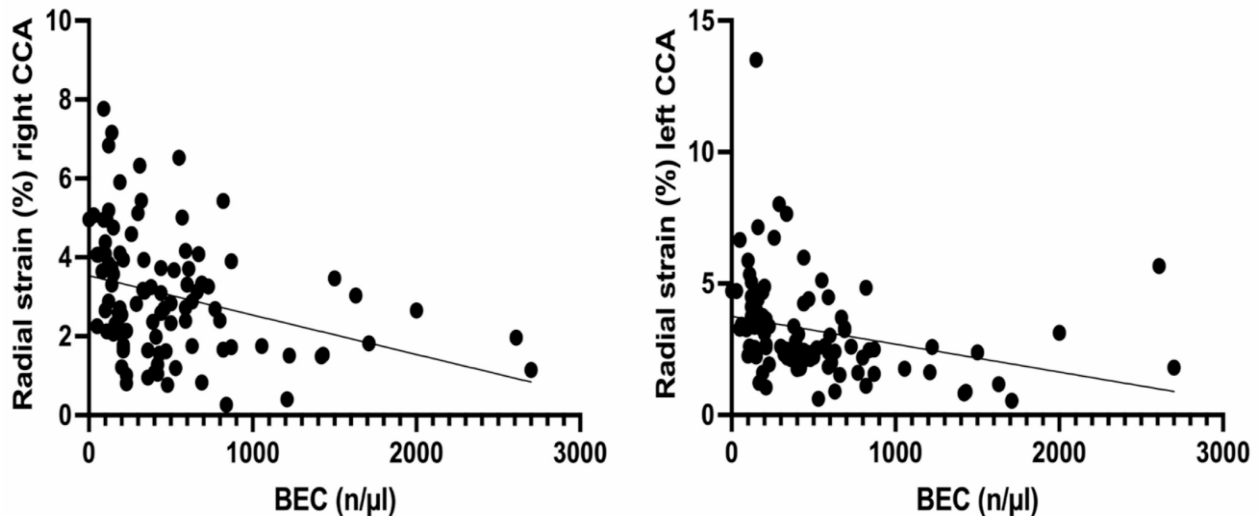 Radial strain (%) right CCA
10
8
6
4
2
0
0 1000 2000 3000
BEC (n/µl)
Radial strain (%) left CCA
15
10
5
0
0 1000 2000 3000
BEC (n/µl)